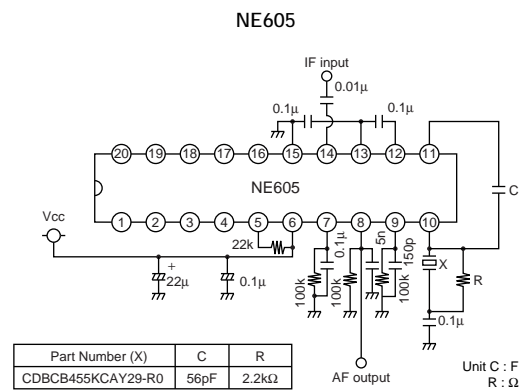 NE605
IF input
0.01μ
0.1μ
0.1μ
20 19 18 17 16 15 14 13 12 11
NE605
C
1 2 3 4 5 6 7 8 9 10
Vcc
22k
+
22μ
0.1μ
100k
0.1μ
100k
5n
100k
150p
X
R
0.1μ
AF output
Part Number (X) C R
CDBCB455KCAY29-R0 56pF 2.2kΩ
Unit C : F
R : Ω